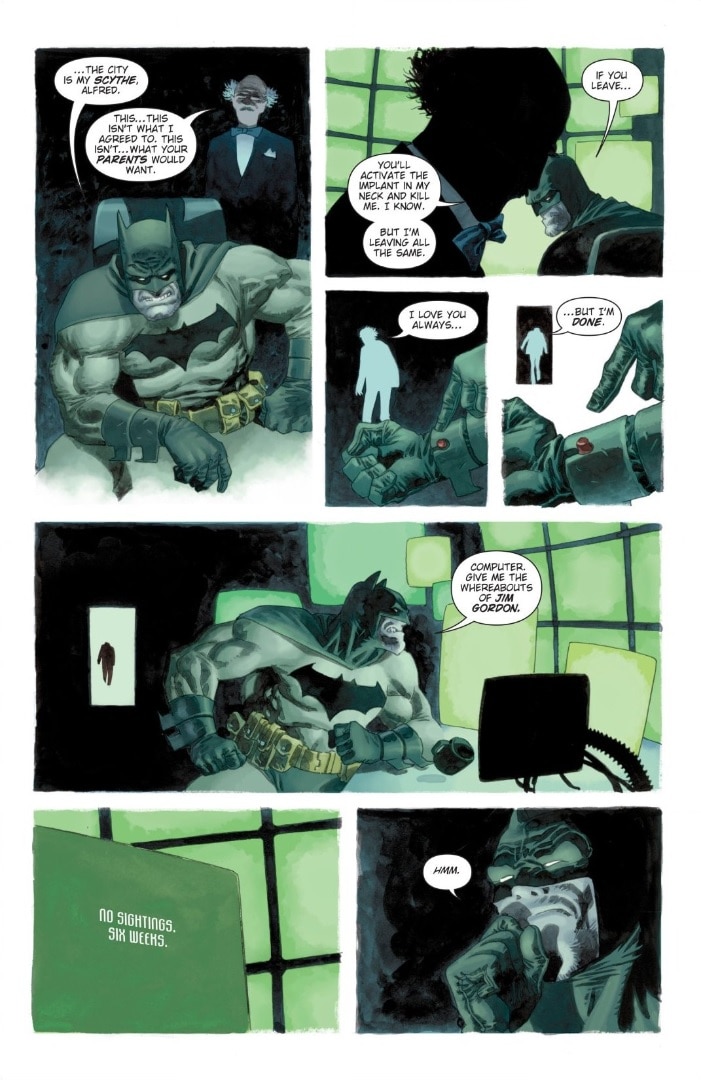 ...THE CITY
IS MY SCYTHE,
ALFRED.
THIS...THIS
ISN'T WHAT I
AGREED TO. THIS
ISN'T...WHAT YOUR
PARENTS WOULD
WANT.
IF YOU
LEAVE...
YOU'LL
ACTIVATE THE
IMPLANT IN MY
NECK AND KILL
ME. I KNOW.
BUT I'M
LEAVING ALL
THE SAME.
I LOVE YOU
ALWAYS...
...BUT I'M
DONE.
COMPUTER.
GIVE ME THE
WHEREABOUTS
OF JIM
GORDON.
NO SIGHTINGS.
SIX WEEKS.
HMM.